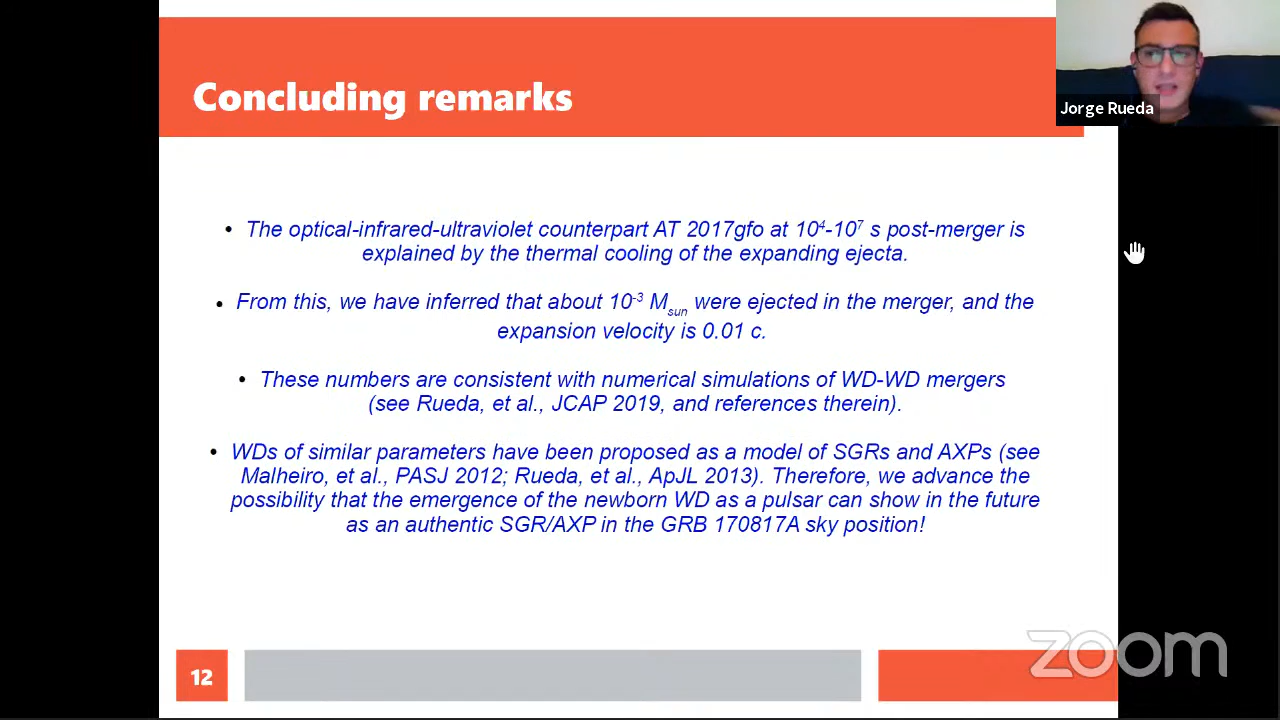 Concluding remarks
Jorge Rueda
• The optical-infrared-ultraviolet counterpart AT 2017gfo at 10⁴-10⁷ s post-merger is
explained by the thermal cooling of the expanding ejecta.
• From this, we have inferred that about 10⁻³ M_sun were ejected in the merger, and the
expansion velocity is 0.01 c.
• These numbers are consistent with numerical simulations of WD-WD mergers
(see Rueda, et al., JCAP 2019, and references therein).
• WDs of similar parameters have been proposed as a model of SGRs and AXPs (see
Malheiro, et al., PASJ 2012; Rueda, et al., ApJL 2013). Therefore, we advance the
possibility that the emergence of the newborn WD as a pulsar can show in the future
as an authentic SGR/AXP in the GRB 170817A sky position!
12
zoom